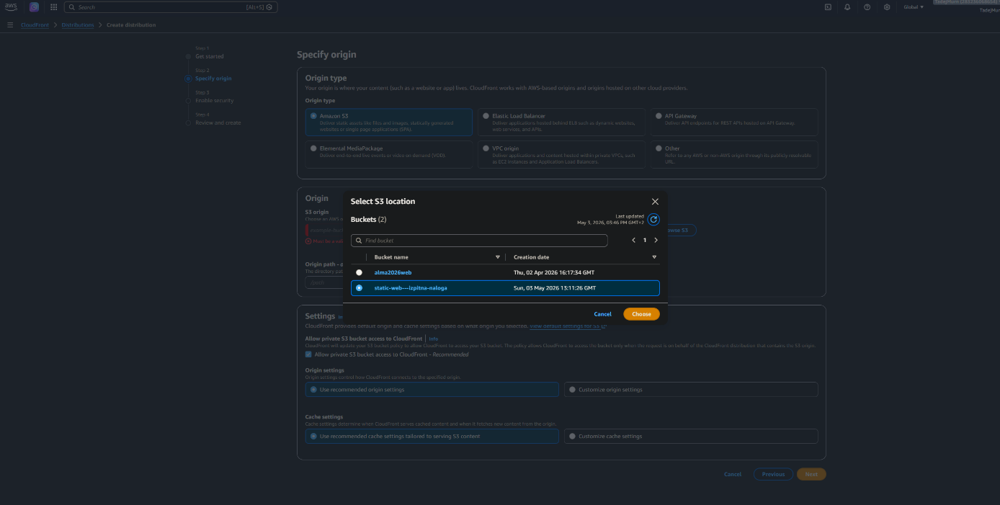 aws
Search
[Alt+S]
Global
TadejMum
CloudFront
Distributions
Create distribution
Step 1
Get started
Step 2
Specify origin
Step 3
Enable security
Step 4
Review and create
Specify origin
Origin type
Your origin is where your content (such as a website or app) lives. CloudFront works with AWS-based origins and origins hosted on other cloud providers.
Origin type
Amazon S3
Deliver static assets like files and images, statically generated
websites or single page applications (SPA).
Elastic Load Balancer
Deliver applications hosted behind ELB such as dynamic websites,
web services, and APIs.
API Gateway
Deliver API endpoints for REST APIs hosted on API Gateway.
Elemental MediaPackage
Deliver end-to-end live events or video on demand (VOD).
VPC origin
Deliver applications and content hosted within private VPCs, such
as EC2 instances and Application Load Balancers.
Other
Refer to any AWS or non-AWS origin through its publicly resolvable
URL.
Origin
S3 origin
Choose an AWS
Must be a
Origin path -
The directory
/path
Select S3 location
Buckets (2)
Last updated
May 3, 2026, 03:46 PM GMT+2
Find bucket
1
Bucket name
Creation date
alma2026web
Thu, 02 Apr 2026 16:17:34 GMT
static-web---izpitna-naloga
Sun, 03 May 2026 13:11:26 GMT
Cancel
Choose
S3
Settings
CloudFront provides default origin and cache settings based on what origin you selected. View default settings for S3
Allow private S3 bucket access to CloudFront | Info
CloudFront will update your S3 bucket policy to allow CloudFront to access your S3 bucket. The policy allows CloudFront to access the bucket only when the request is on behalf of the CloudFront distribution that contains the S3 origin.
Allow private S3 bucket access to CloudFront - Recommended
Origin settings
Origin settings control how CloudFront connects to the specified origin.
Use recommended origin settings
Customize origin settings
Cache settings
Cache settings determine when CloudFront serves cached content and when it fetches new content from the origin.
Use recommended cache settings tailored to serving S3 content
Customize cache settings
Cancel
Previous
Next